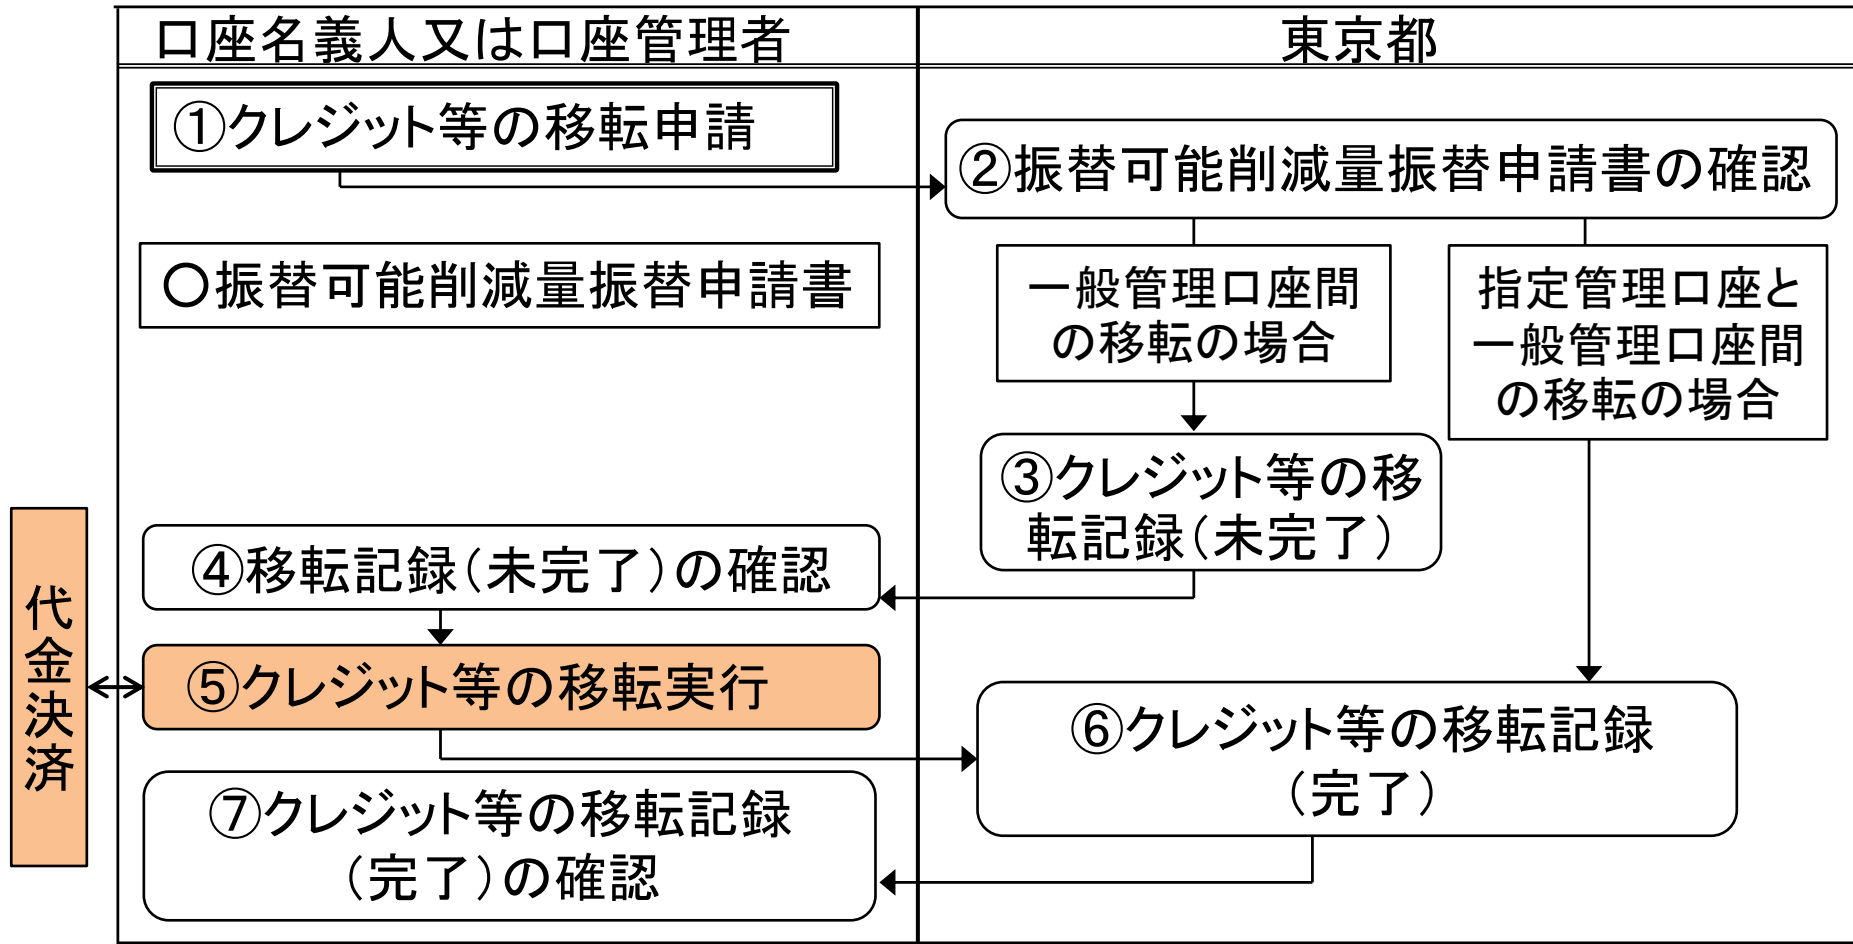 口座名義人又は口座管理者
東京都
①クレジット等の移転申請
②振替可能削減量振替申請書の確認
〇振替可能削減量振替申請書
一般管理口座間
の移転の場合
指定管理口座と
一般管理口座間
の移転の場合
③クレジット等の移
転記録(未完了)
④移転記録(未完了)の確認
代金決済
⑤クレジット等の移転実行
⑥クレジット等の移転記録
(完了)
⑦クレジット等の移転記録
(完了)の確認